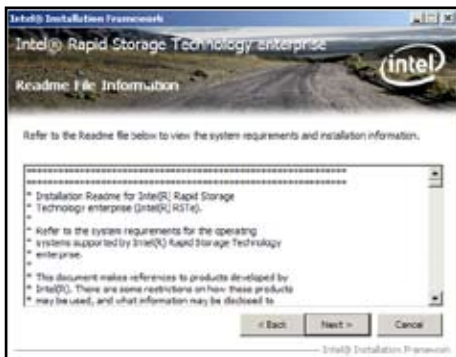 Intel® Installation Framework
Intel® Rapid Storage Technology enterprise
intel
Readme File Information
Refer to the Readme file below to view the system requirements and installation information.
********************************************************
********************************************************
* Installation Readme for Intel(R) Rapid Storage
* Technology enterprise (Intel(R) RSTe).
*
* Refer to the system requirements for the operating
* systems supported by Intel(R) Rapid Storage Technology
* enterprise.
*
* This document makes references to products developed by
* Intel(R). There are some restrictions on how these products
* may be used, and what information may be disclosed to
< Back
Next >
Cancel
Intel® Installation Framework